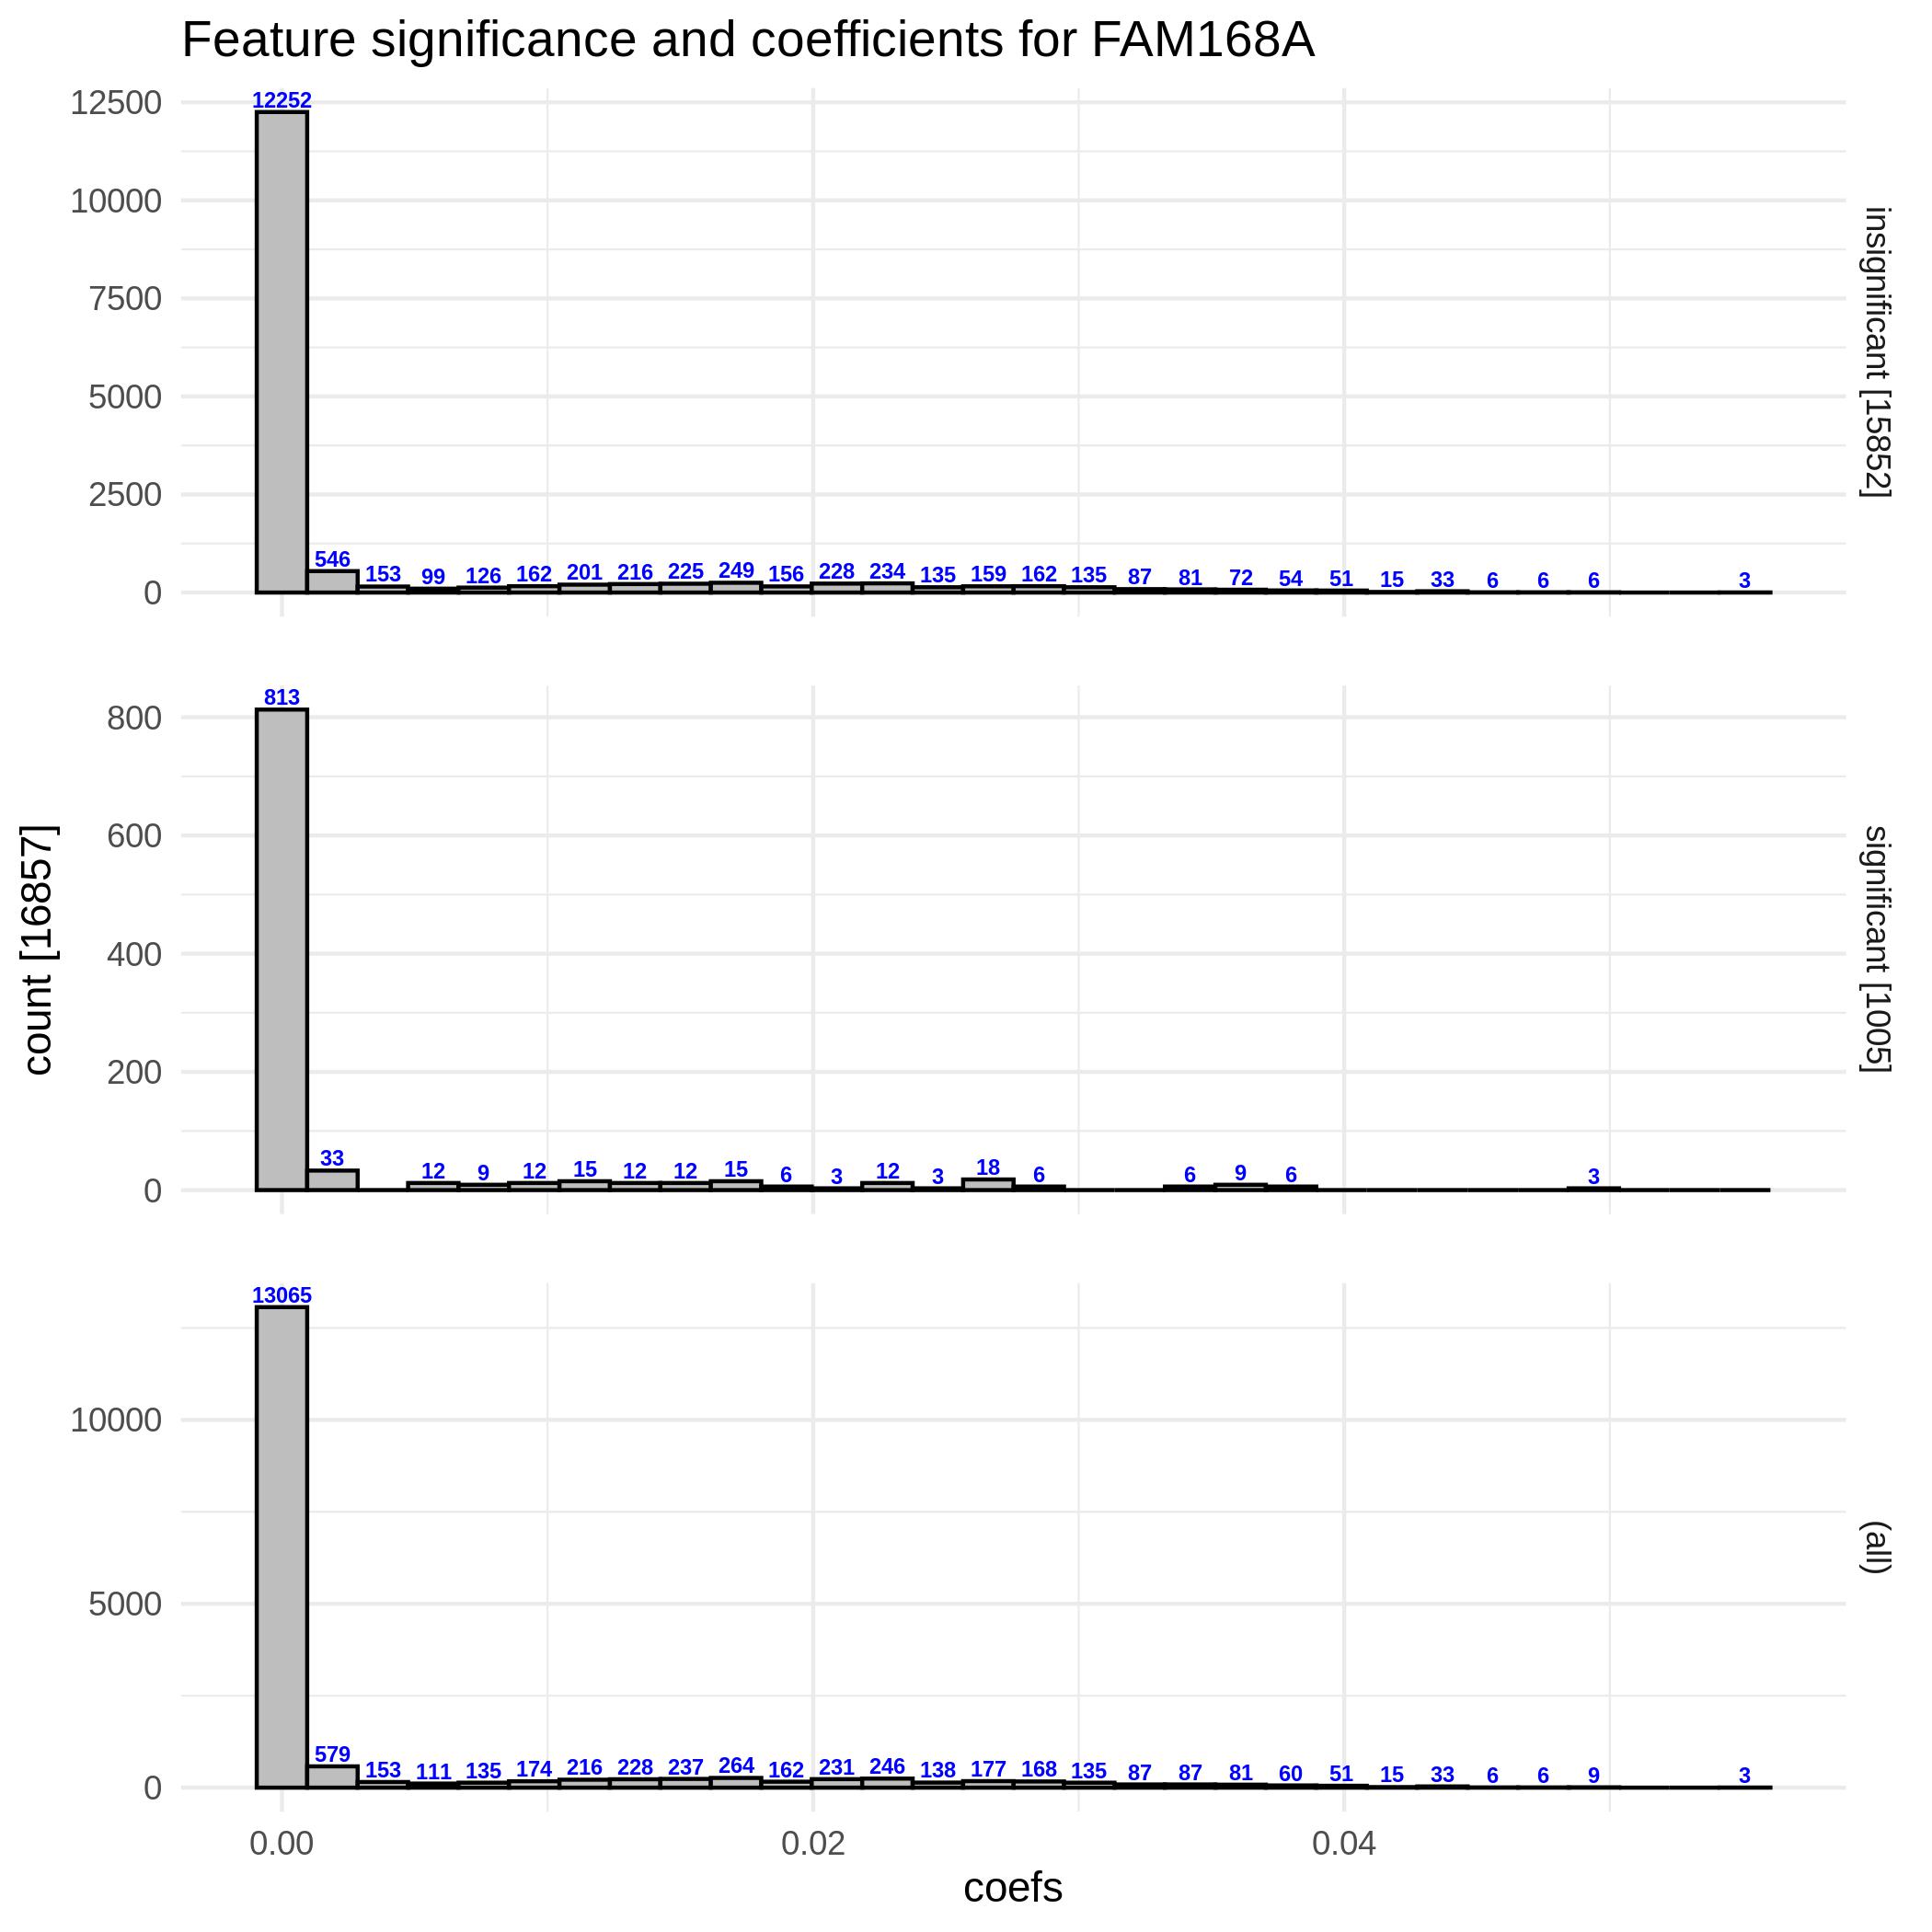 Feature significance and coefficients for FAM168A
count [16857]
12500
10000
7500
5000
2500
0
12252
546 153 99 126 162 201 216 225 249 156 228 234 135 159 162 135 87 81 72 54 51 15 33 6 6 6 3
insignificant [15852]
800
600
400
200
0
813
33 12 9 12 15 12 12 15 6 3 12 3 18 6 6 9 6 3
significant [1005]
10000
5000
0
13065
579 153 111 135 174 216 228 237 264 162 231 246 138 177 168 135 87 87 81 60 51 15 33 6 6 9 3
(all)
0.00 0.02 0.04
coefs